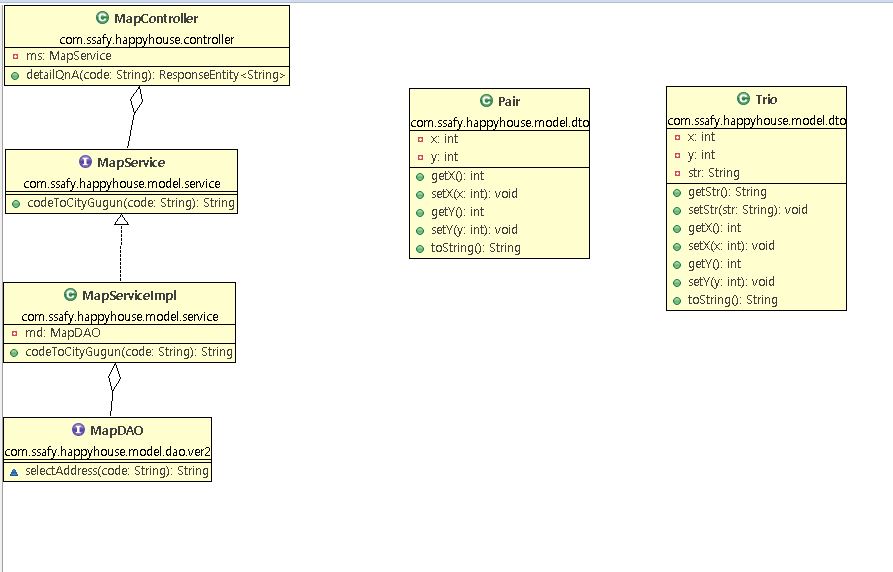 MapController
com.ssafy.happyhouse.controller
ms: MapService
detailQnA(code: String): ResponseEntity<String>
MapService
com.ssafy.happyhouse.model.service
codeToCityGugun(code: String): String
MapServiceImpl
com.ssafy.happyhouse.model.service
md: MapDAO
codeToCityGugun(code: String): String
MapDAO
com.ssafy.happyhouse.model.dao.ver2
selectAddress(code: String): String
Pair
com.ssafy.happyhouse.model.dto
x: int
y: int
getX(): int
setX(x: int): void
getY(): int
setY(y: int): void
toString(): String
Trio
com.ssafy.happyhouse.model.dto
x: int
y: int
str: String
getStr(): String
setStr(str: String): void
getX(): int
setX(x: int): void
getY(): int
setY(y: int): void
toString(): String